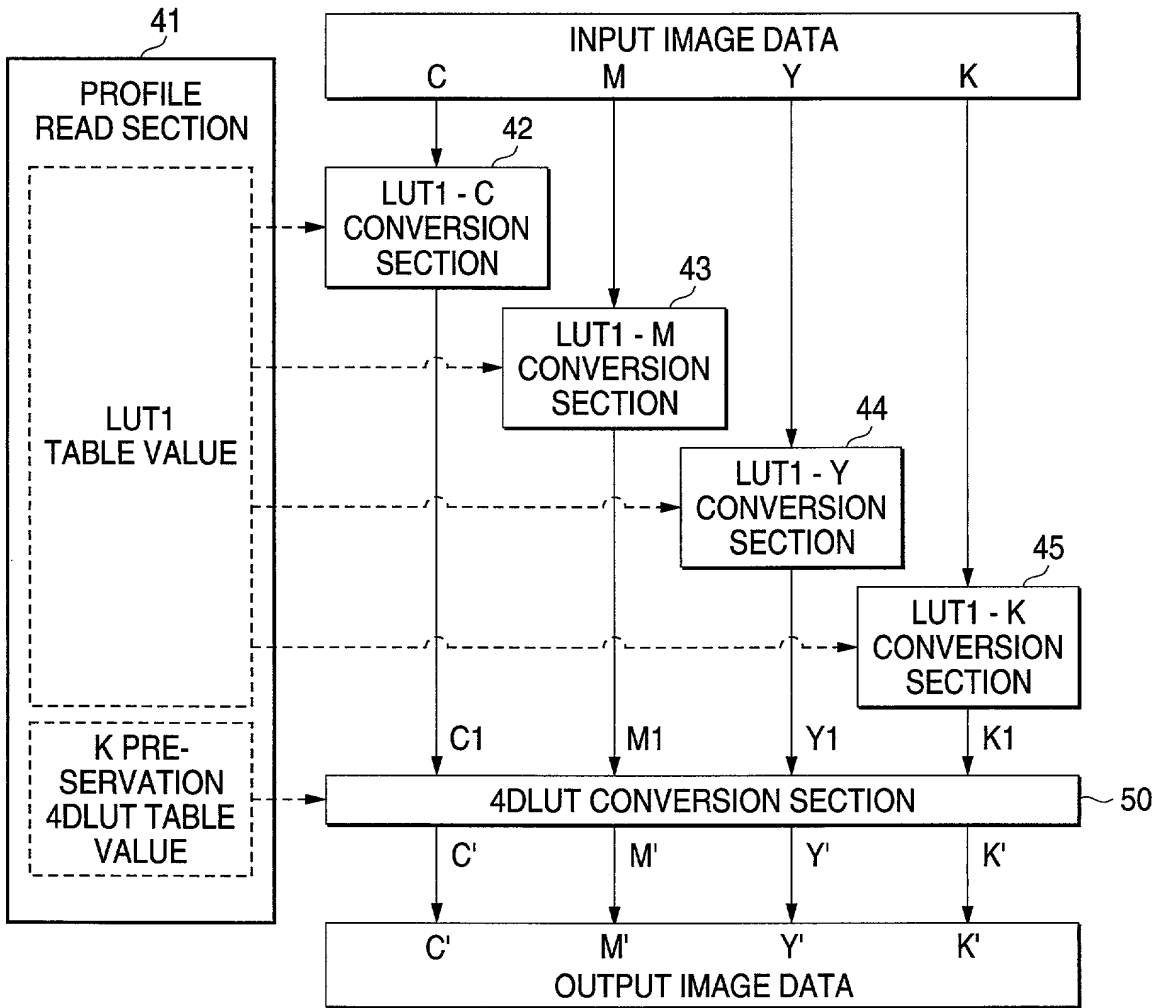 41
PROFILE
READ SECTION
LUT1
TABLE VALUE
K PRE-
SERVATION
4DLUT TABLE
VALUE
INPUT IMAGE DATA
C M Y K
42
LUT1 - C
CONVERSION
SECTION
43
LUT1 - M
CONVERSION
SECTION
44
LUT1 - Y
CONVERSION
SECTION
45
LUT1 - K
CONVERSION
SECTION
C1 M1 Y1 K1
4DLUT CONVERSION SECTION
50
C' M' Y' K'
C' M' Y' K'
OUTPUT IMAGE DATA